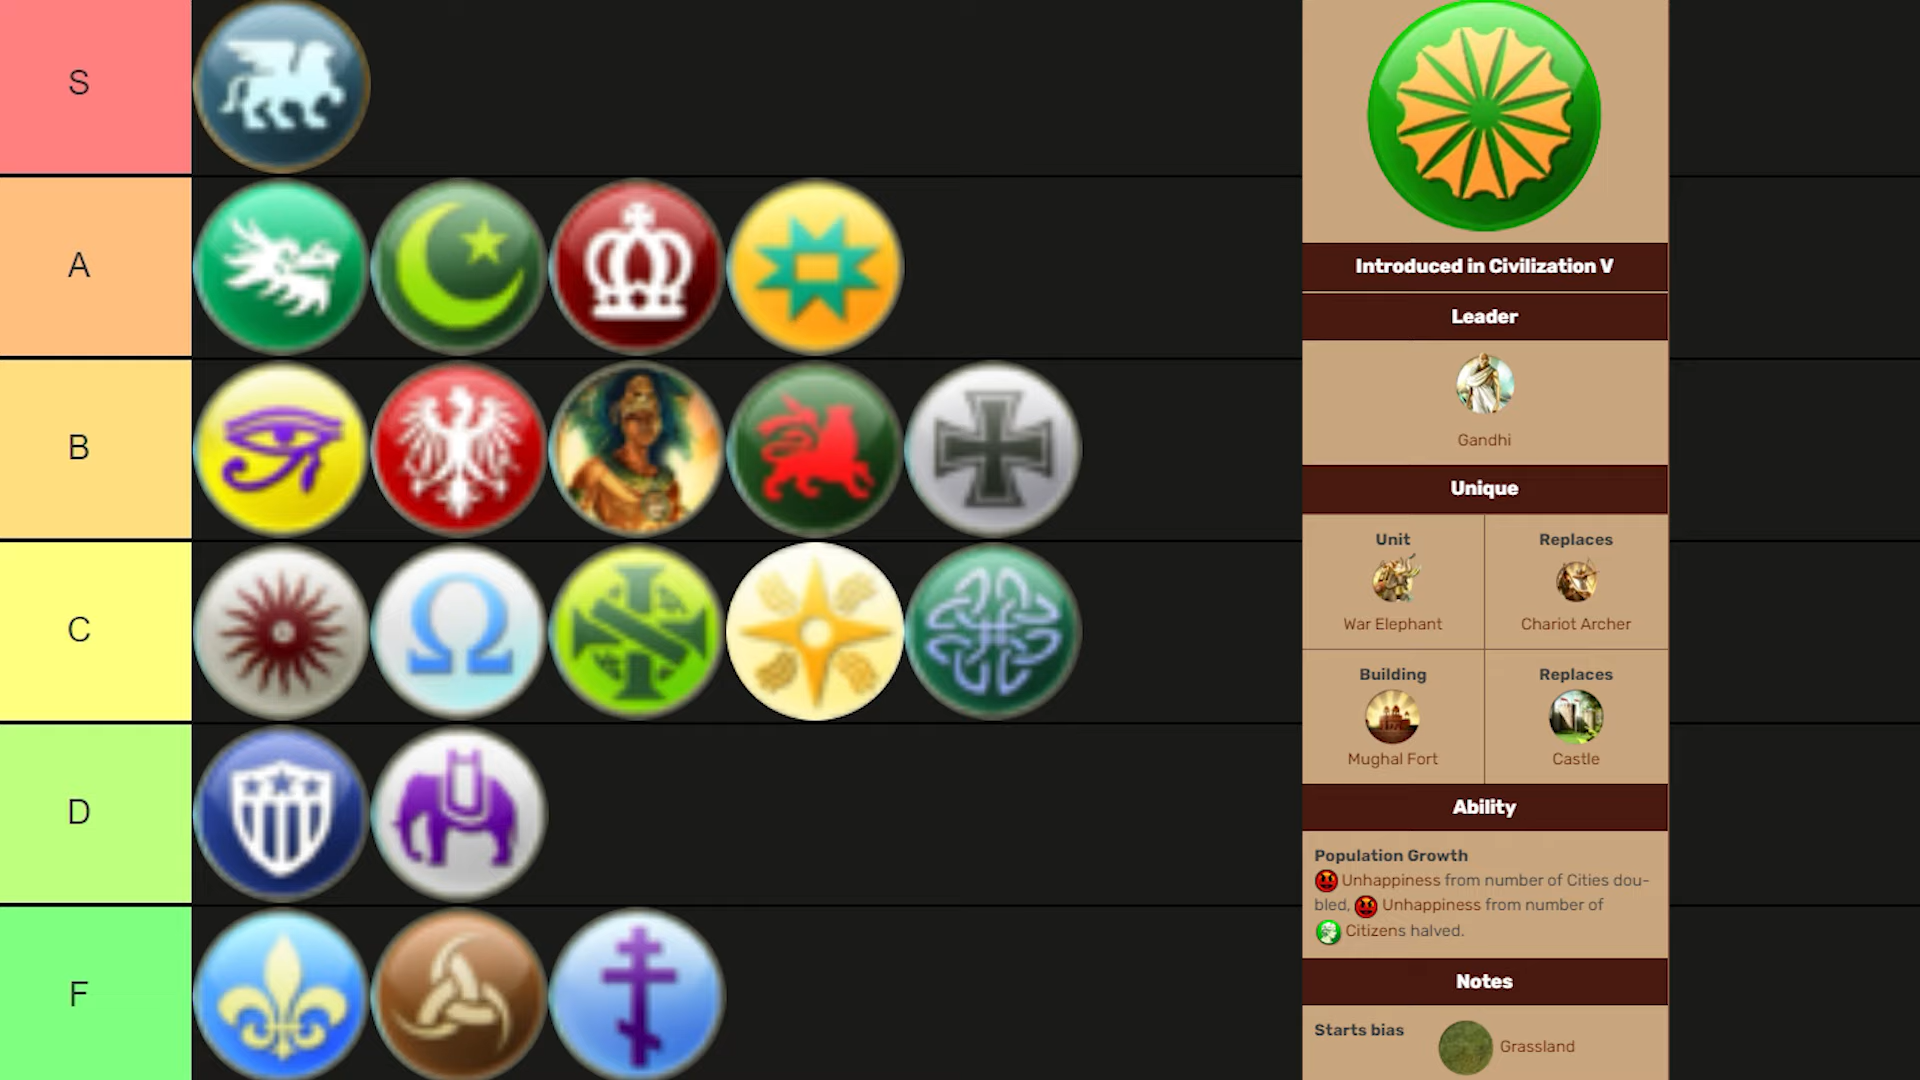 S
A
B
C
D
F
Introduced in Civilization V
Leader
Gandhi
Unique
Unit
Replaces
War Elephant
Chariot Archer
Building
Replaces
Mughal Fort
Castle
Ability
Population Growth
Unhappiness from number of Cities dou-
bled, Unhappiness from number of
Citizens halved.
Notes
Starts bias
Grassland